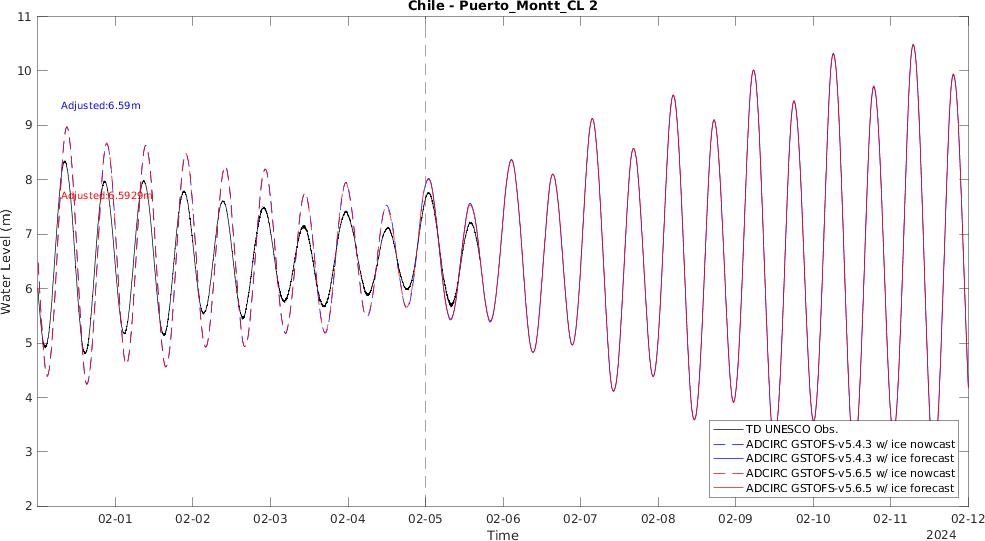 Chile - Puerto_Montt_CL 2
11
10
9
8
7
6
5
4
3
2
Water Level (m)
Adjusted:6.59m
Adjusted:6.5929m
TD UNESCO Obs.
ADCIRC GSTOFS-v5.4.3 w/ ice nowcast
ADCIRC GSTOFS-v5.4.3 w/ ice forecast
ADCIRC GSTOFS-v5.6.5 w/ ice nowcast
ADCIRC GSTOFS-v5.6.5 w/ ice forecast
02-01 02-02 02-03 02-04 02-05 02-06 02-07 02-08 02-09 02-10 02-11 02-12
Time
2024